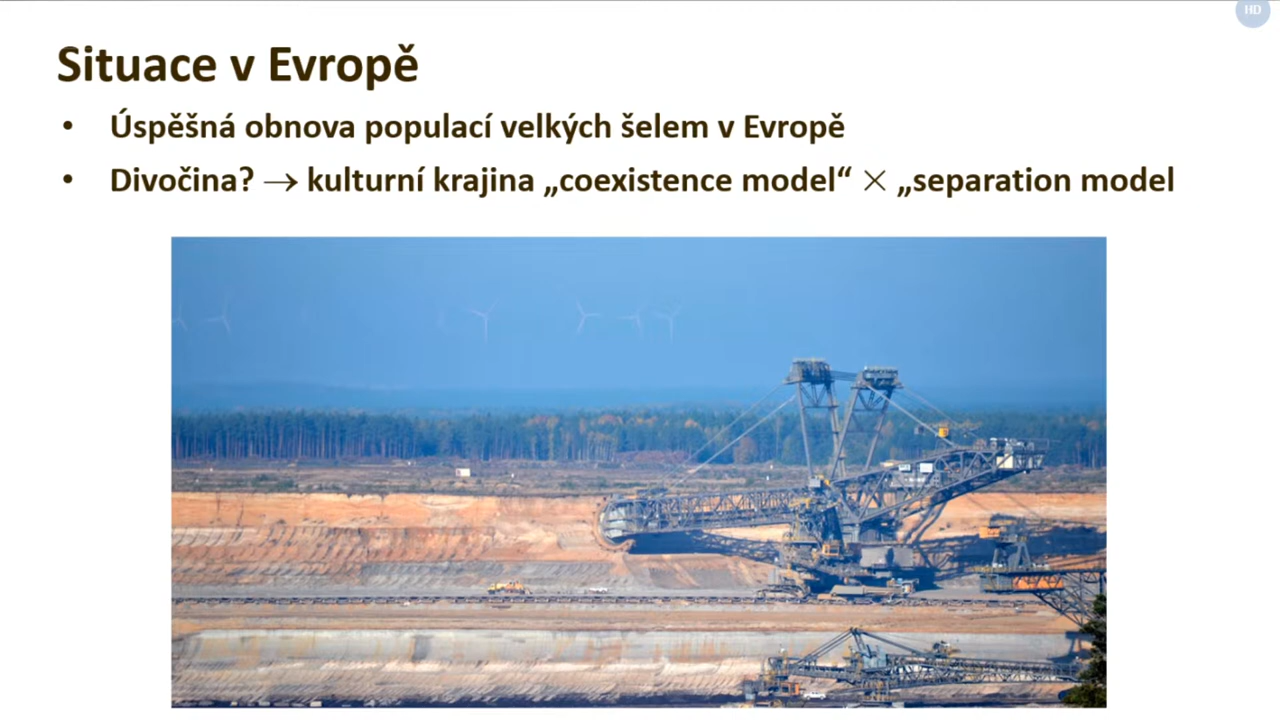 HD
Situace v Evropě
• Úspěšná obnova populací velkých šelem v Evropě
• Divočina? → kulturní krajina „coexistence model“ × „separation model